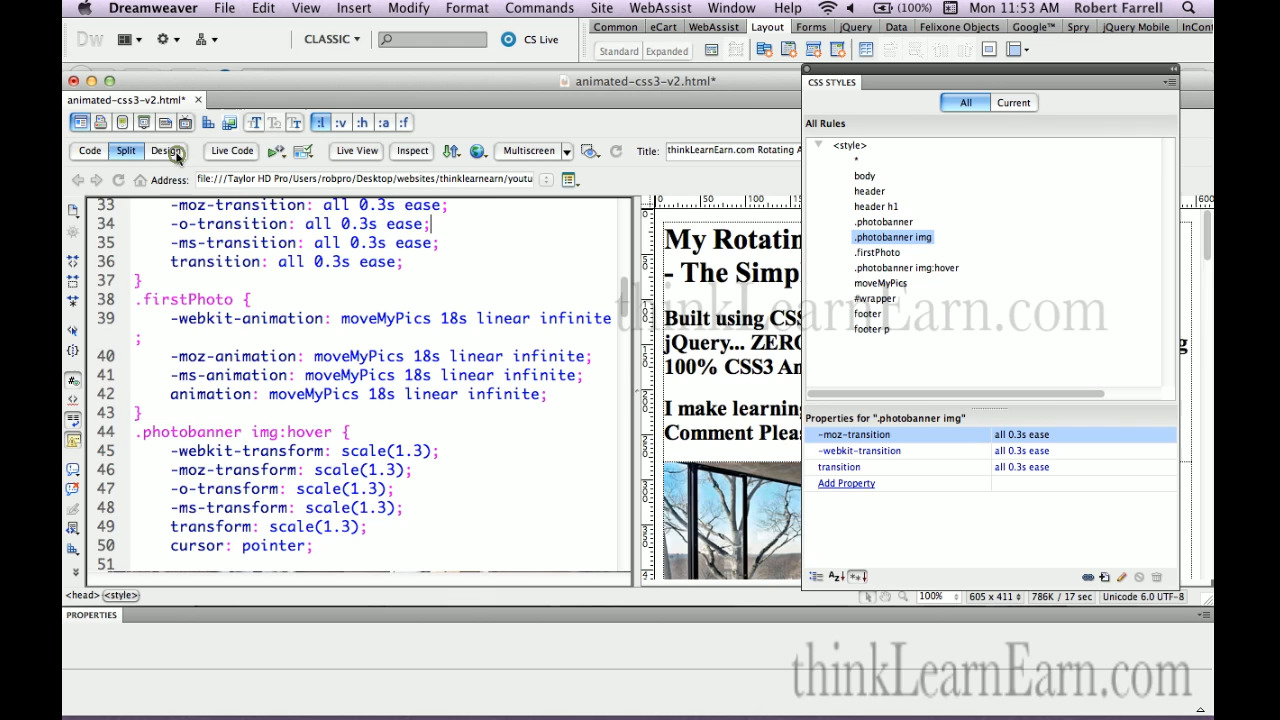 Dreamweaver File Edit View Insert Modify Format Commands Site WebAssist Window Help (100%) Mon 11:53 AM Robert Farrell
Dw CLASSIC CS Live
Common eCart WebAssist Layout Forms jQuery Data Felixone Objects Google™ Spry jQuery Mobile InCont
Standard Expanded
animated-css3-v2.html*
animated-css3-v2.html*
Code Split Design Live Code Live View Inspect Multiscreen Title: thinkLearnEarn.com Rotating A
Address: file:///Taylor HD Pro/Users/robpro/Desktop/websites/thinklearnearn/youtu
33 -moz-transition: all 0.3s ease;
34 -o-transition: all 0.3s ease;
35 -ms-transition: all 0.3s ease;
36 transition: all 0.3s ease;
37 }
38 .firstPhoto {
39 -webkit-animation: moveMyPics 18s linear infinite
;
40 -moz-animation: moveMyPics 18s linear infinite;
41 -ms-animation: moveMyPics 18s linear infinite;
42 animation: moveMyPics 18s linear infinite;
43 }
44 .photobanner img:hover {
45 -webkit-transform: scale(1.3);
46 -moz-transform: scale(1.3);
47 -o-transform: scale(1.3);
48 -ms-transform: scale(1.3);
49 transform: scale(1.3);
50 cursor: pointer;
51
0 50 100 15
600
My Rotatin
- The Simp
Built using CSS
jQuery... ZERO
100% CSS3 An
I make learning
Comment Pleas
thinkLearnEarn.com
CSS STYLES
All Current
All Rules
<style>
*
body
header
header h1
.photobanner
.photobanner img
.firstPhoto
.photobanner img:hover
moveMyPics
#wrapper
footer
footer p
Properties for ".photobanner img"
-moz-transition all 0.3s ease
-webkit-transition all 0.3s ease
transition all 0.3s ease
Add Property
<head> <style> 100% 605 x 411 786K / 17 sec Unicode 6.0 UTF-8
PROPERTIES
thinkLearnEarn.com